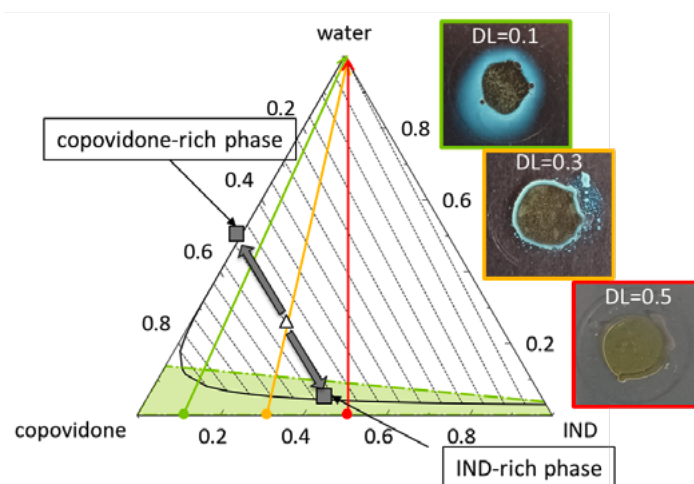 water
DL=0.1
0.2
0.8
copovidone-rich phase
DL=0.3
0.4
0.6
0.6
DL=0.5
0.8
0.2
copovidone
0.2
0.4
0.6
0.8
IND
IND-rich phase